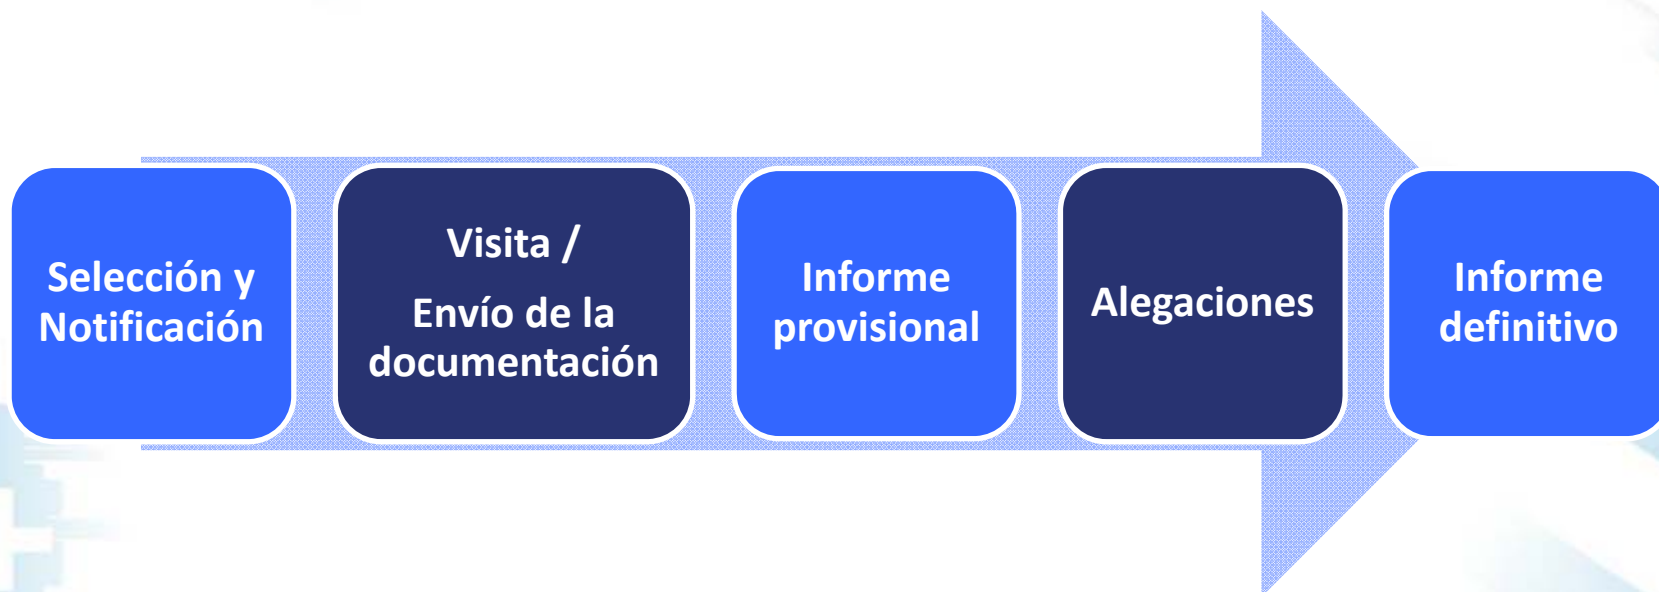 Selección y
Notificación
Visita /
Envío de la
documentación
Informe
provisional
Alegaciones
Informe
definitivo